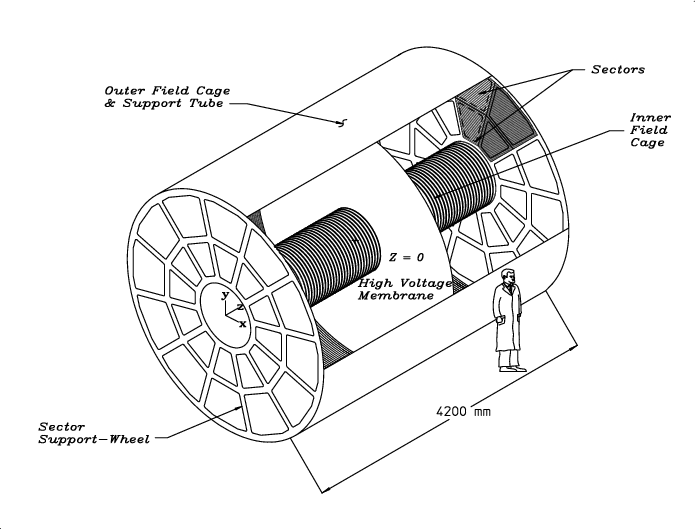 Outer Field Cage
& Support Tube
Sectors
Inner
Field
Cage
Z = 0
High Voltage
Membrane
y
z
x
Sector
Support-Wheel
4200 mm